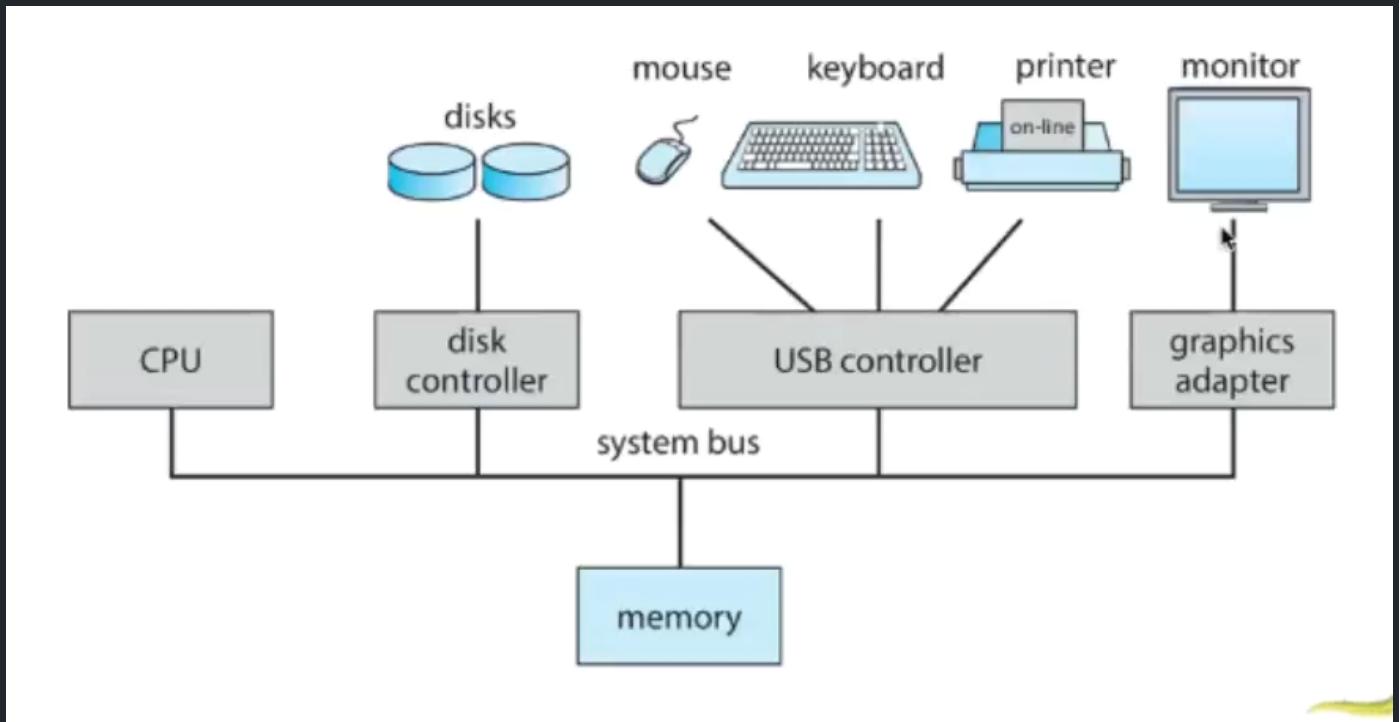 mouse
keyboard
printer
monitor
disks
on-line
CPU
disk
controller
USB controller
graphics
adapter
system bus
memory